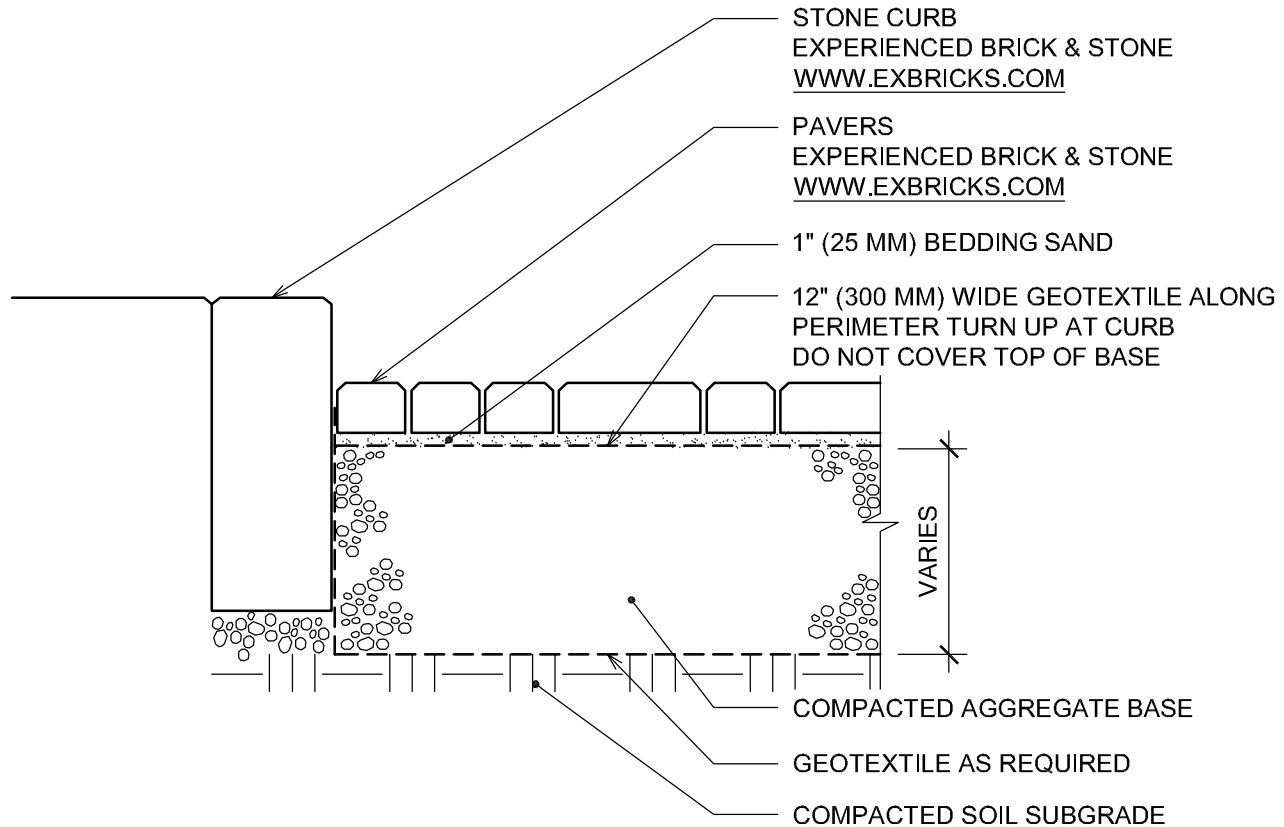 STONE CURB
EXPERIENCED BRICK & STONE
WWW.EXBRICKS.COM
PAVERS
EXPERIENCED BRICK & STONE
WWW.EXBRICKS.COM
1" (25 MM) BEDDING SAND
12" (300 MM) WIDE GEOTEXTILE ALONG
PERIMETER TURN UP AT CURB
DO NOT COVER TOP OF BASE
VARIES
COMPACTED AGGREGATE BASE
GEOTEXTILE AS REQUIRED
COMPACTED SOIL SUBGRADE